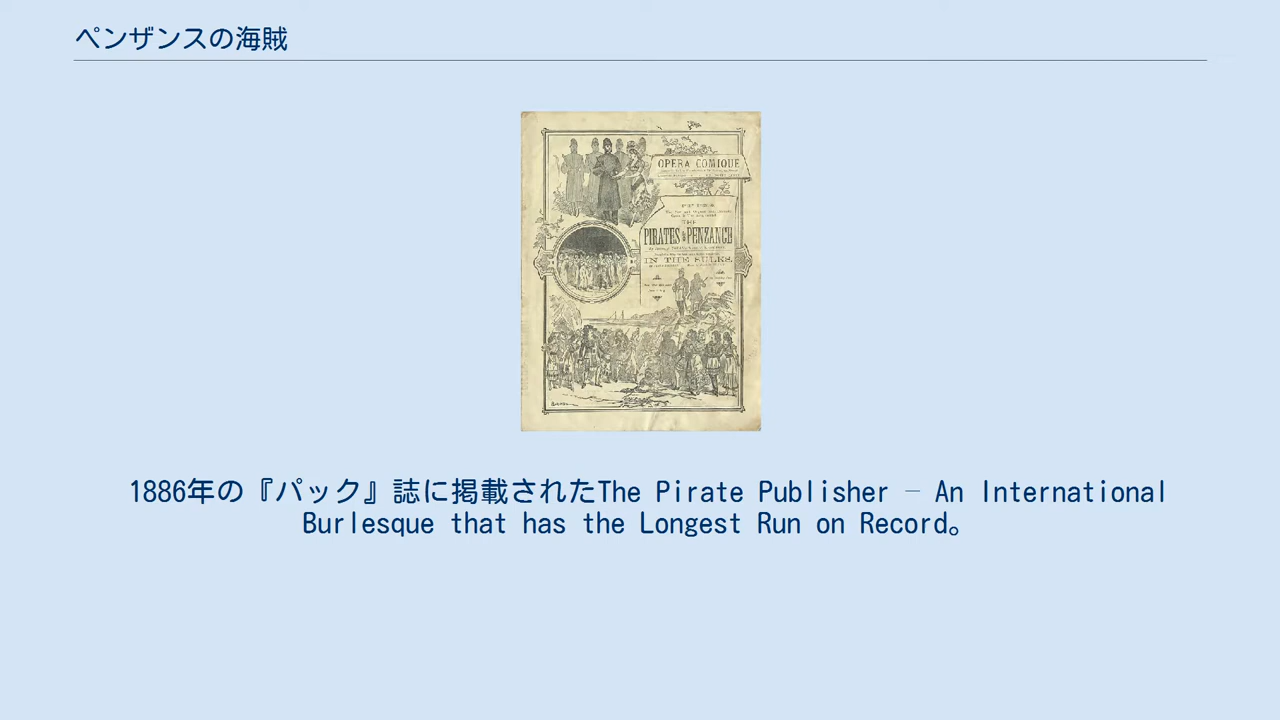 ペンザンスの海賊
OPERA COMIQUE
THE
PIRATES of PENZANCE
IN THE SULKS.
1886年の『パック』誌に掲載されたThe Pirate Publisher – An International
Burlesque that has the Longest Run on Record。